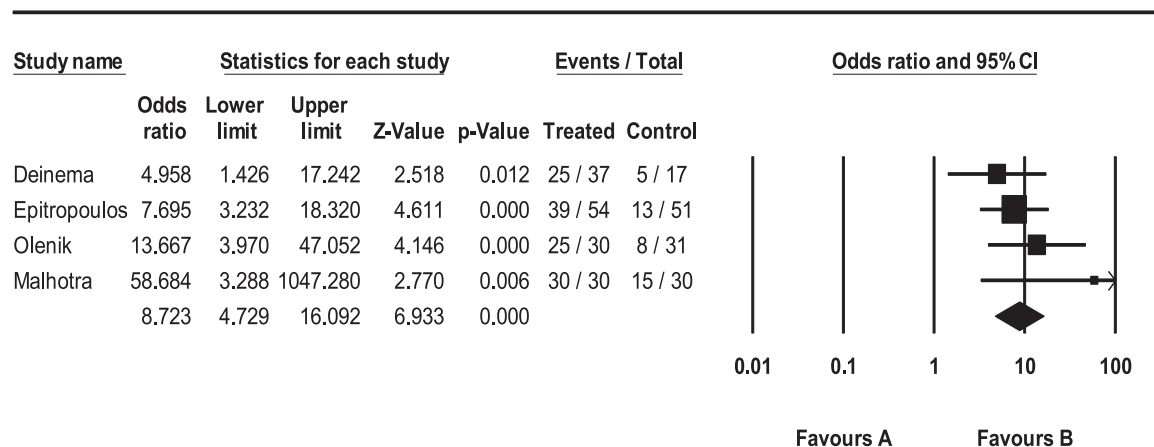 Study name Statistics for each study Events / Total Odds ratio and 95% CI
Odds Lower Upper
ratio limit limit Z-Value p-Value Treated Control
Deinema 4.958 1.426 17.242 2.518 0.012 25 / 37 5 / 17
Epitropoulos 7.695 3.232 18.320 4.611 0.000 39 / 54 13 / 51
Olenik 13.667 3.970 47.052 4.146 0.000 25 / 30 8 / 31
Malhotra 58.684 3.288 1047.280 2.770 0.006 30 / 30 15 / 30
8.723 4.729 16.092 6.933 0.000
0.01 0.1 1 10 100
Favours A Favours B